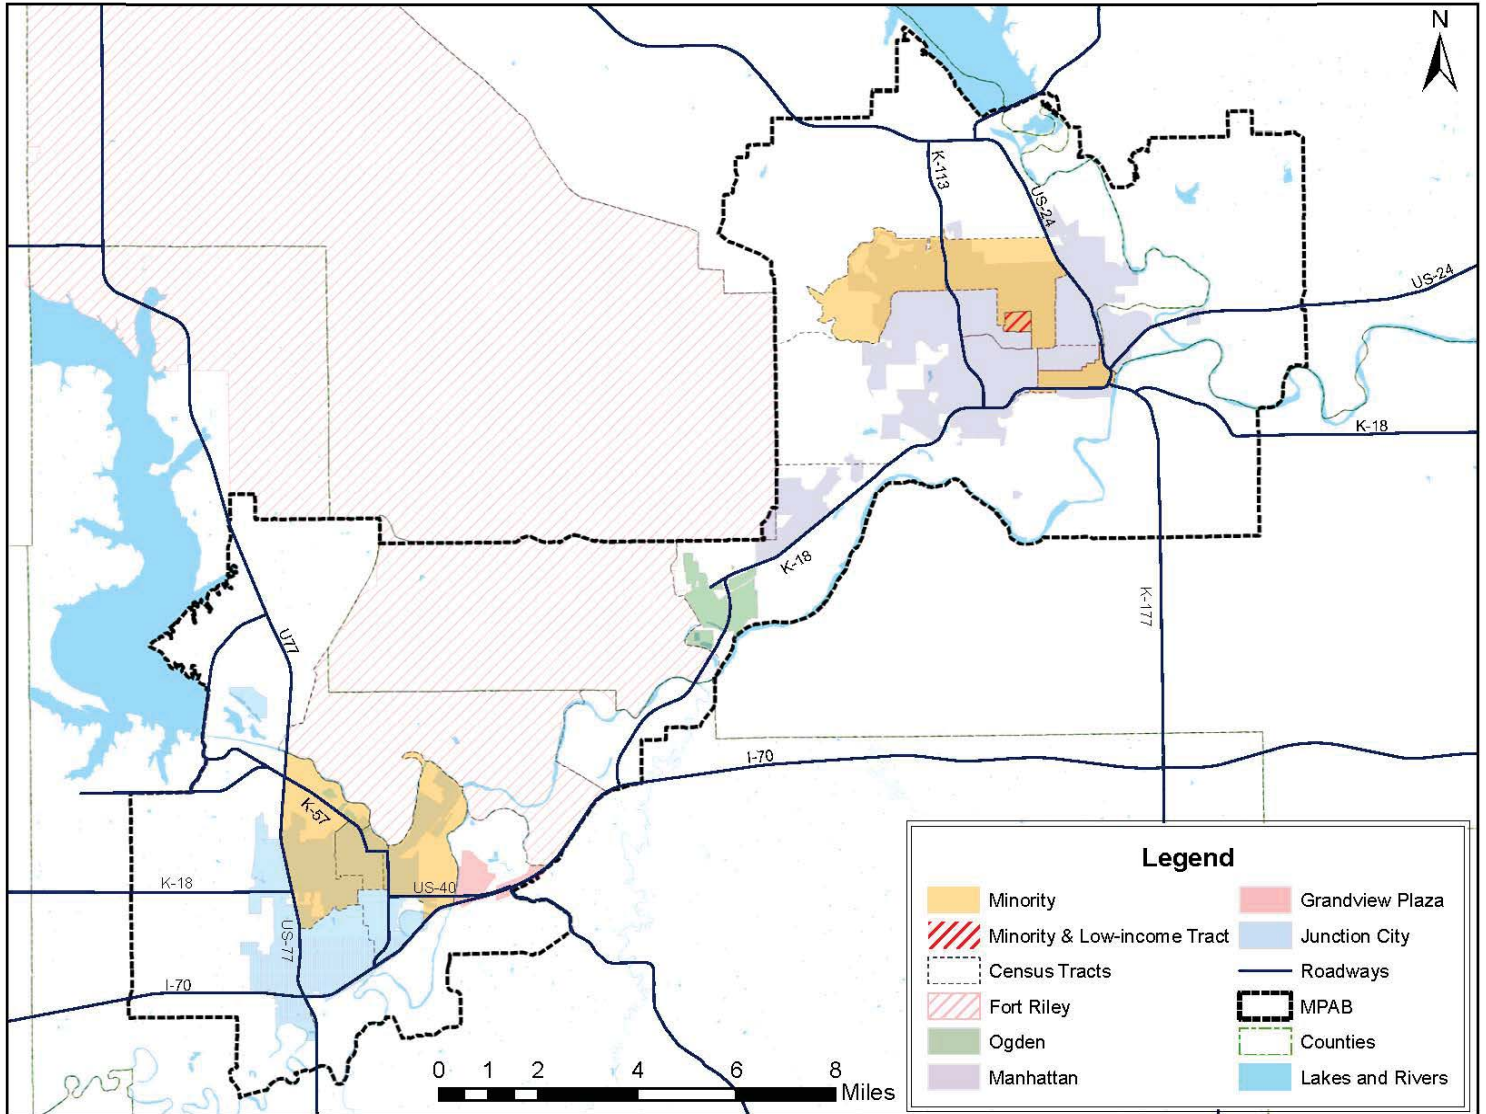 N
K-113
US-24
US-24
K-18
K-18
K-177
U77
I-70
K-57
K-18
US-40
US-77
I-70
0 1 2 4 6 8
Miles
Legend
Minority
Minority & Low-income Tract
Census Tracts
Fort Riley
Ogden
Manhattan
Grandview Plaza
Junction City
Roadways
MPAB
Counties
Lakes and Rivers